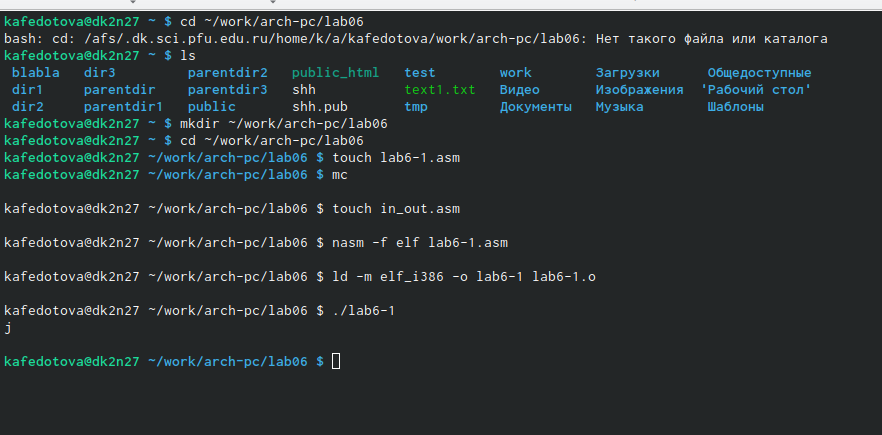 kafedotova@dk2n27 ~ $ cd ~/work/arch-pc/lab06
bash: cd: /afs/.dk.sci.pfu.edu.ru/home/k/a/kafedotova/work/arch-pc/lab06: Нет такого файла или каталога
kafedotova@dk2n27 ~ $ ls
blabla dir3 parentdir2 public_html test work Загрузки Общедоступные
dir1 parentdir parentdir3 shh text1.txt Видео Изображения 'Рабочий стол'
dir2 parentdir1 public shh.pub tmp Документы Музыка Шаблоны
kafedotova@dk2n27 ~ $ mkdir ~/work/arch-pc/lab06
kafedotova@dk2n27 ~ $ cd ~/work/arch-pc/lab06
kafedotova@dk2n27 ~/work/arch-pc/lab06 $ touch lab6-1.asm
kafedotova@dk2n27 ~/work/arch-pc/lab06 $ mc
kafedotova@dk2n27 ~/work/arch-pc/lab06 $ touch in_out.asm
kafedotova@dk2n27 ~/work/arch-pc/lab06 $ nasm -f elf lab6-1.asm
kafedotova@dk2n27 ~/work/arch-pc/lab06 $ ld -m elf_i386 -o lab6-1 lab6-1.o
kafedotova@dk2n27 ~/work/arch-pc/lab06 $ ./lab6-1
j
kafedotova@dk2n27 ~/work/arch-pc/lab06 $